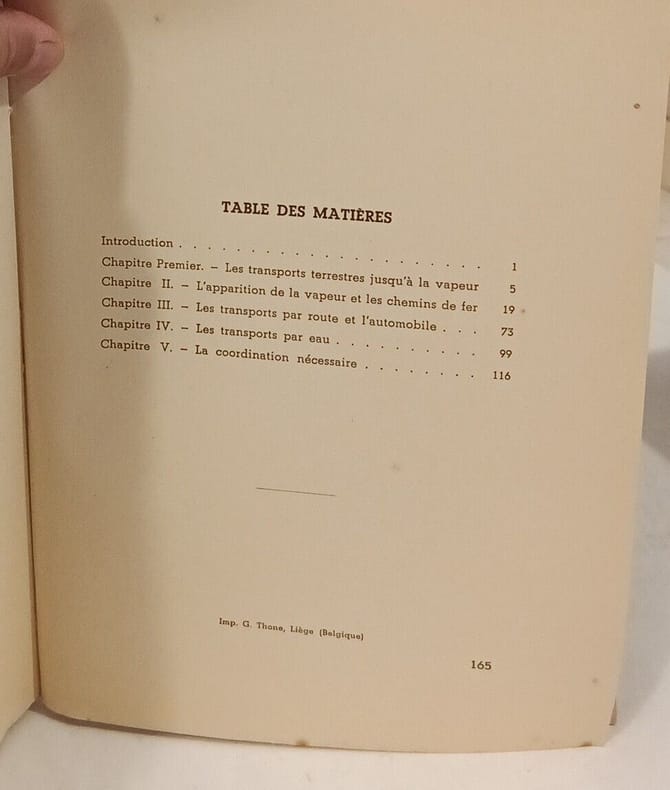 TABLE DES MATIÈRES
Introduction . . . . . . . . . . . . . . . . . . . . . 1
Chapitre Premier. – Les transports terrestres jusqu'à la vapeur 5
Chapitre II. – L'apparition de la vapeur et les chemins de fer 19
Chapitre III. – Les transports par route et l'automobile . . . 73
Chapitre IV. – Les transports par eau . . . . . . . . . . 99
Chapitre V. – La coordination nécessaire . . . . . . . . 116
Imp. G. Thone, Liège (Belgique)
165